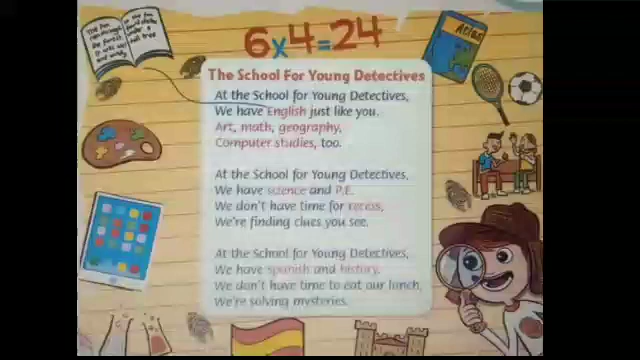 6x4=24
Atlas
The School For Young Detectives
At the School for Young Detectives,
We have English just like you.
Art, math, geography,
Computer studies, too.
At the School for Young Detectives,
We have science and P.E.
We don't have time for recess,
We're finding clues you see.
At the School for Young Detectives,
We have spanish and history.
We don't have time to eat our lunch,
We're solving mysteries.